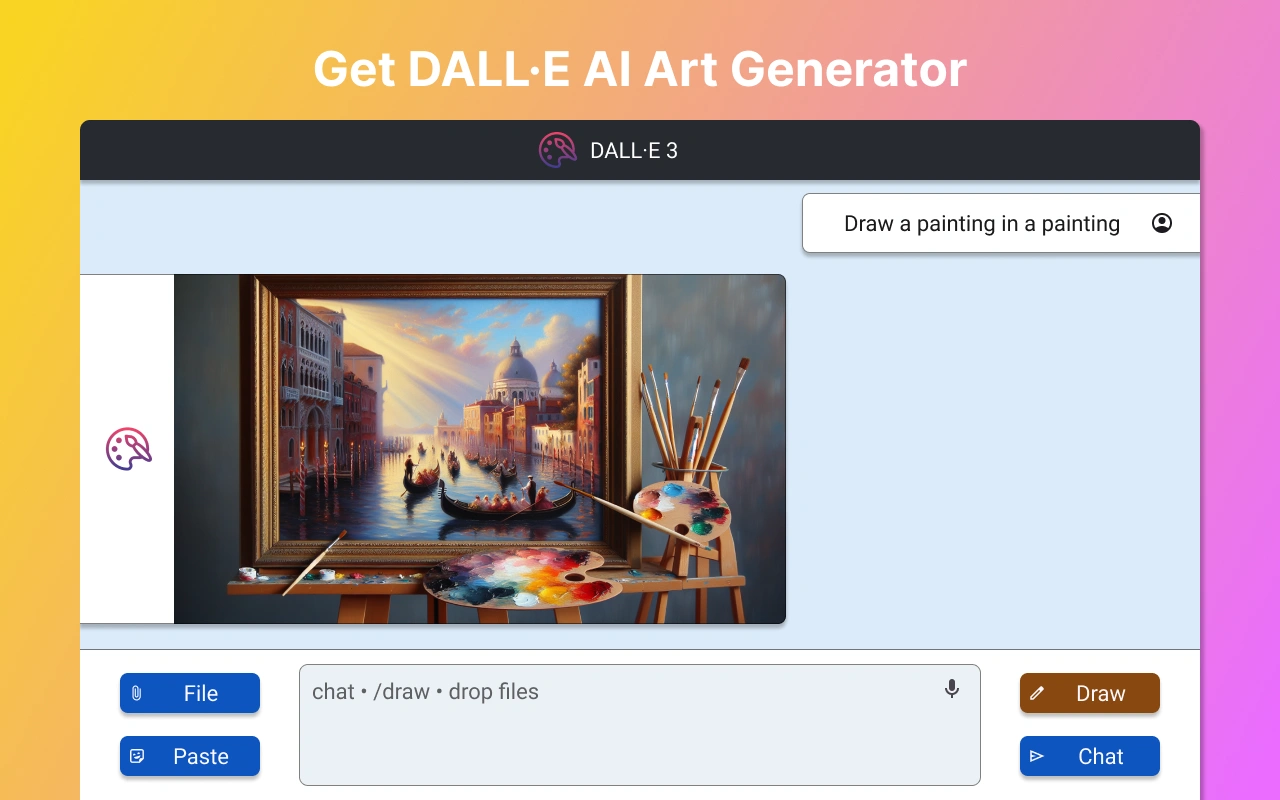 Get DALL·E AI Art Generator
DALL·E 3
Draw a painting in a painting
File
chat • /draw • drop files
Draw
Paste
Chat